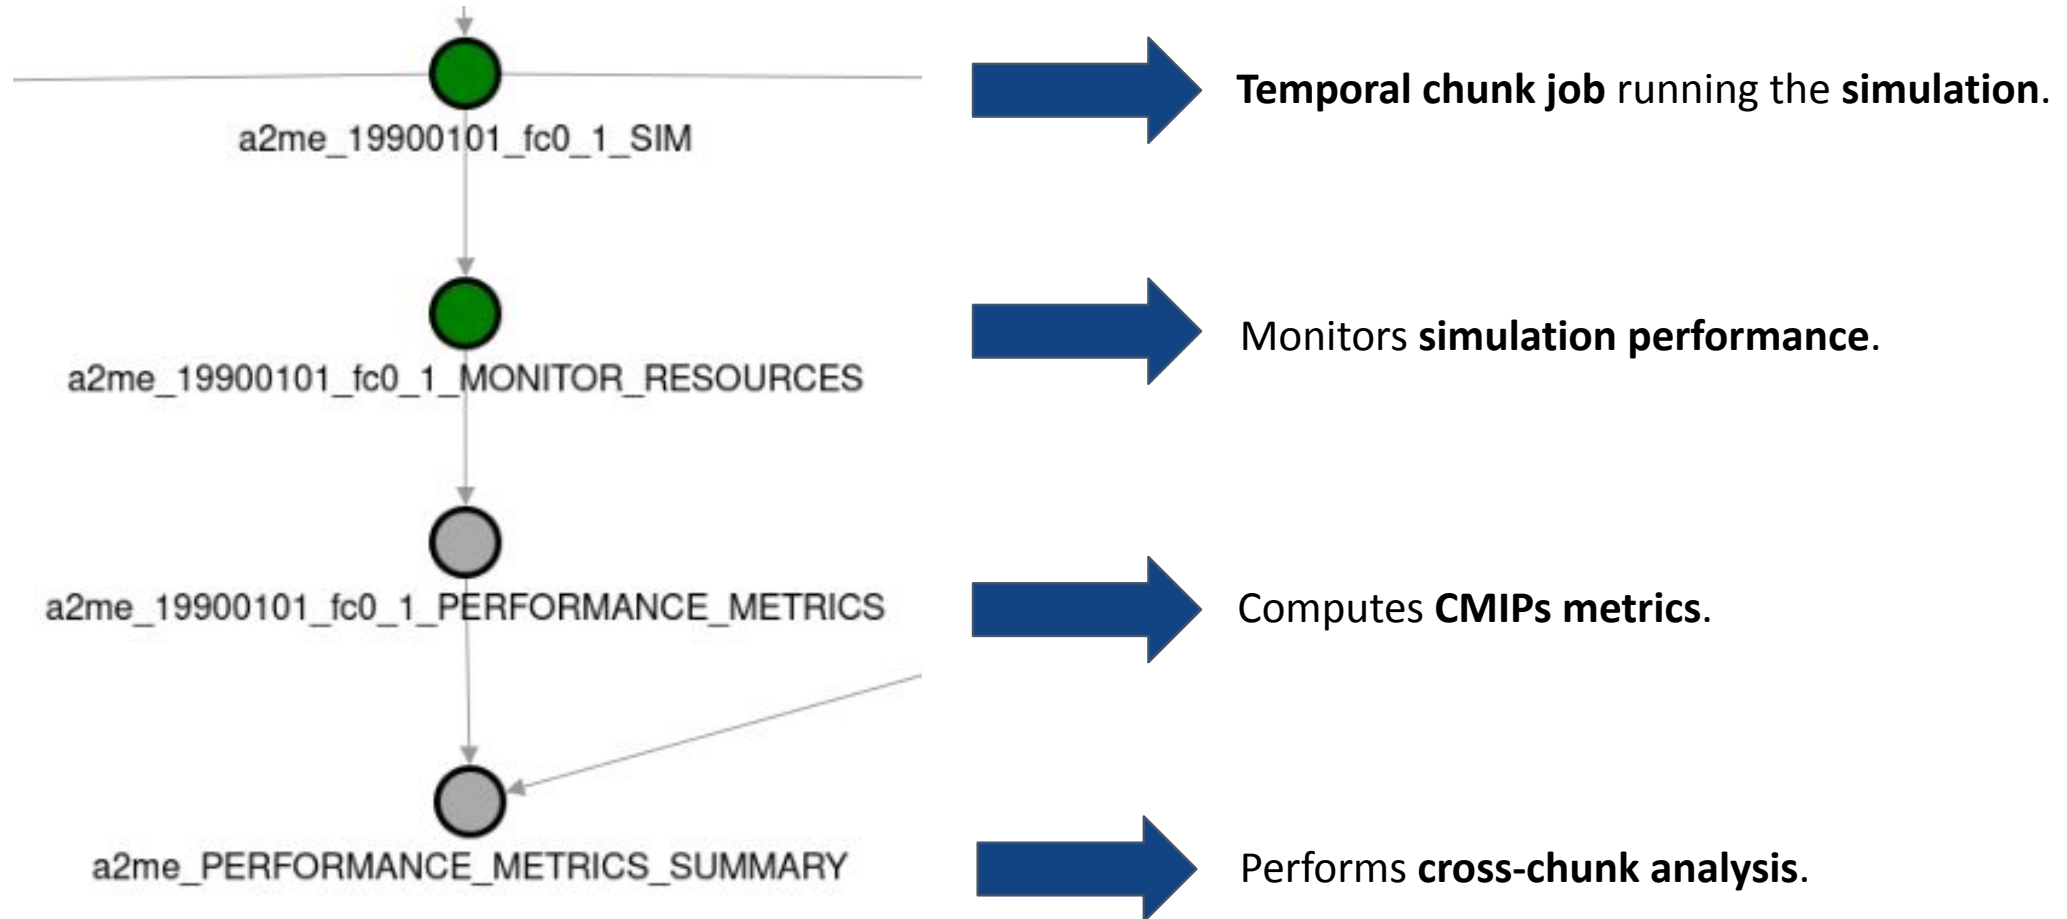 a2me_19900101_fc0_1_SIM
Temporal chunk job running the simulation.
a2me_19900101_fc0_1_MONITOR_RESOURCES
Monitors simulation performance.
a2me_19900101_fc0_1_PERFORMANCE_METRICS
Computes CMIPs metrics.
a2me_PERFORMANCE_METRICS_SUMMARY
Performs cross-chunk analysis.